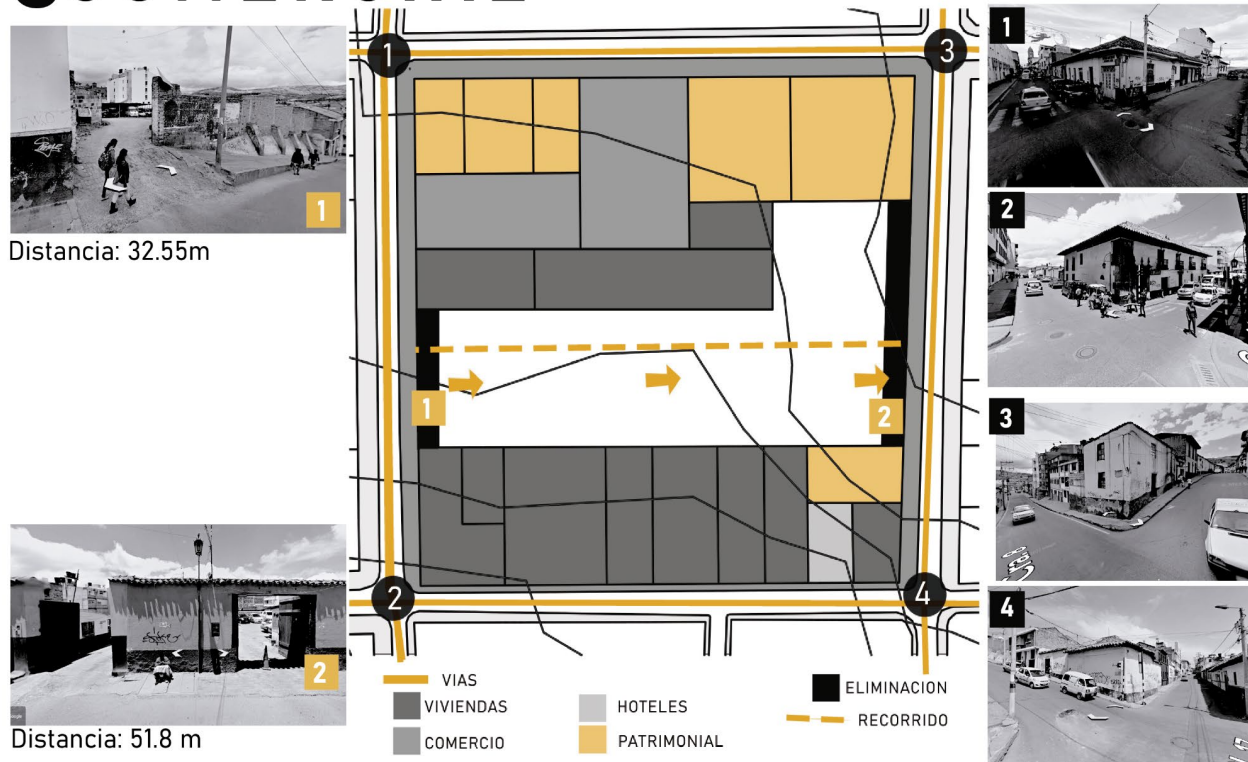 1
Distancia: 32.55m
2
Distancia: 51.8 m
1
3
1
2
2
4
VIAS
VIVIENDAS
COMERCIO
HOTELES
PATRIMONIAL
ELIMINACION
RECORRIDO
1
2
3
4